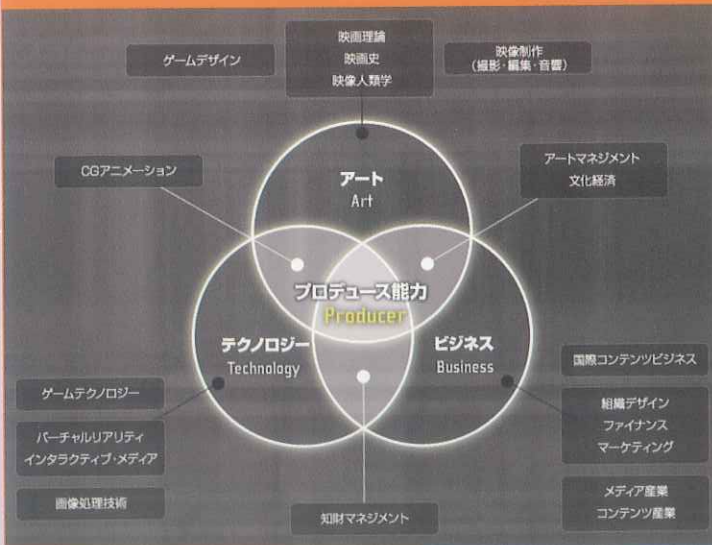 ゲームデザイン
映画理論
映画史
映像人類学
映像制作
(撮影・編集・音響)
CGアニメーション
アートマネジメント
文化経済
アート
Art
プロデュース能力
Producer
テクノロジー
Technology
ビジネス
Business
国際コンテンツビジネス
ゲームテクノロジー
組織デザイン
ファイナンス
マーケティング
バーチャルリアリティ
インタラクティブ・メディア
画像処理技術
メディア産業
コンテンツ産業
知財マネジメント